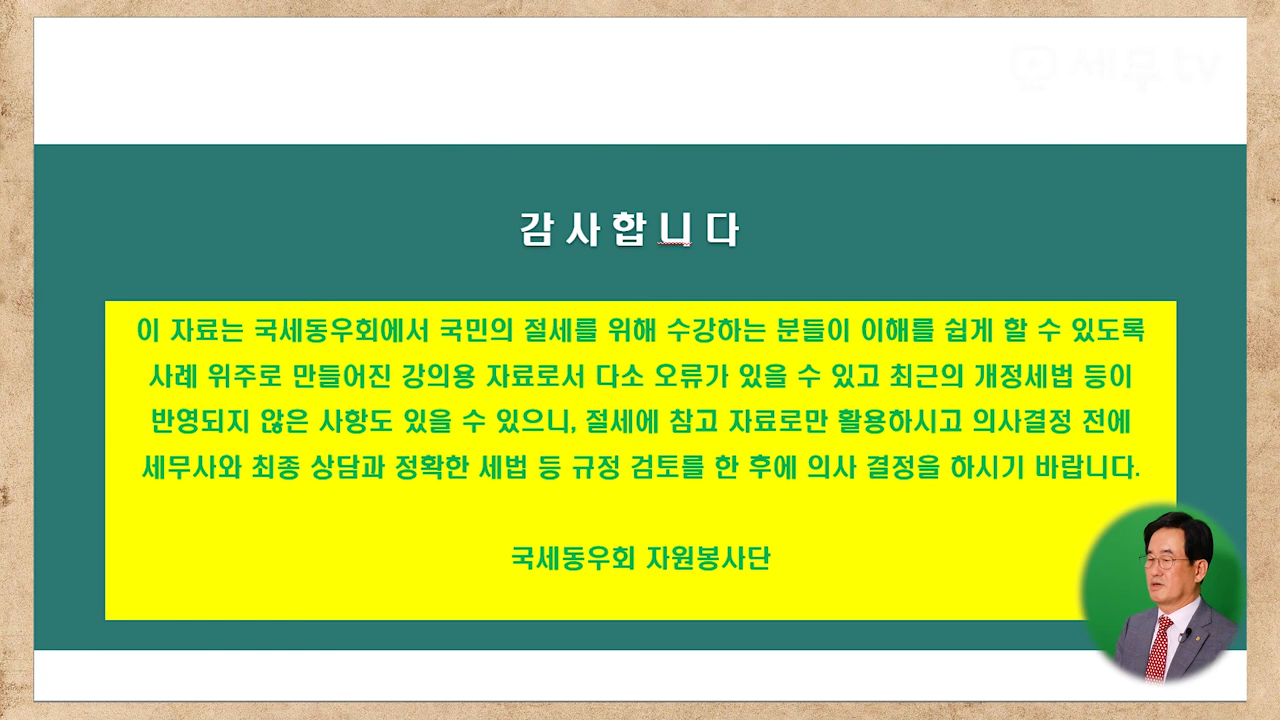 세무tv
감사합니다
이 자료는 국세동우회에서 국민의 절세를 위해 수강하는 분들이 이해를 쉽게 할 수 있도록
사례 위주로 만들어진 강의용 자료로서 다소 오류가 있을 수 있고 최근의 개정세법 등이
반영되지 않은 사항도 있을 수 있으니, 절세에 참고 자료로만 활용하시고 의사결정 전에
세무사와 최종 상담과 정확한 세법 등 규정 검토를 한 후에 의사 결정을 하시기 바랍니다.
국세동우회 자원봉사단